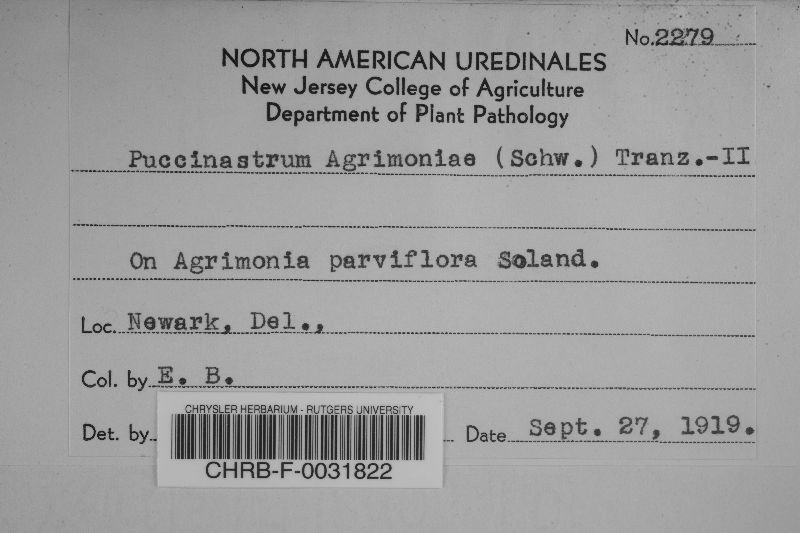 No. 2279
NORTH AMERICAN UREDINALES
New Jersey College of Agriculture
Department of Plant Pathology
Puccinastrum Agrimoniae (Schw.) Tranz.-II
On Agrimonia parviflora Soland.
Loc. Newark, Del.,
Col. by E. B.
Det. by Date Sept. 27, 1919.
CHRYSLER HERBARIUM - RUTGERS UNIVERSITY
CHRB-F-0031822